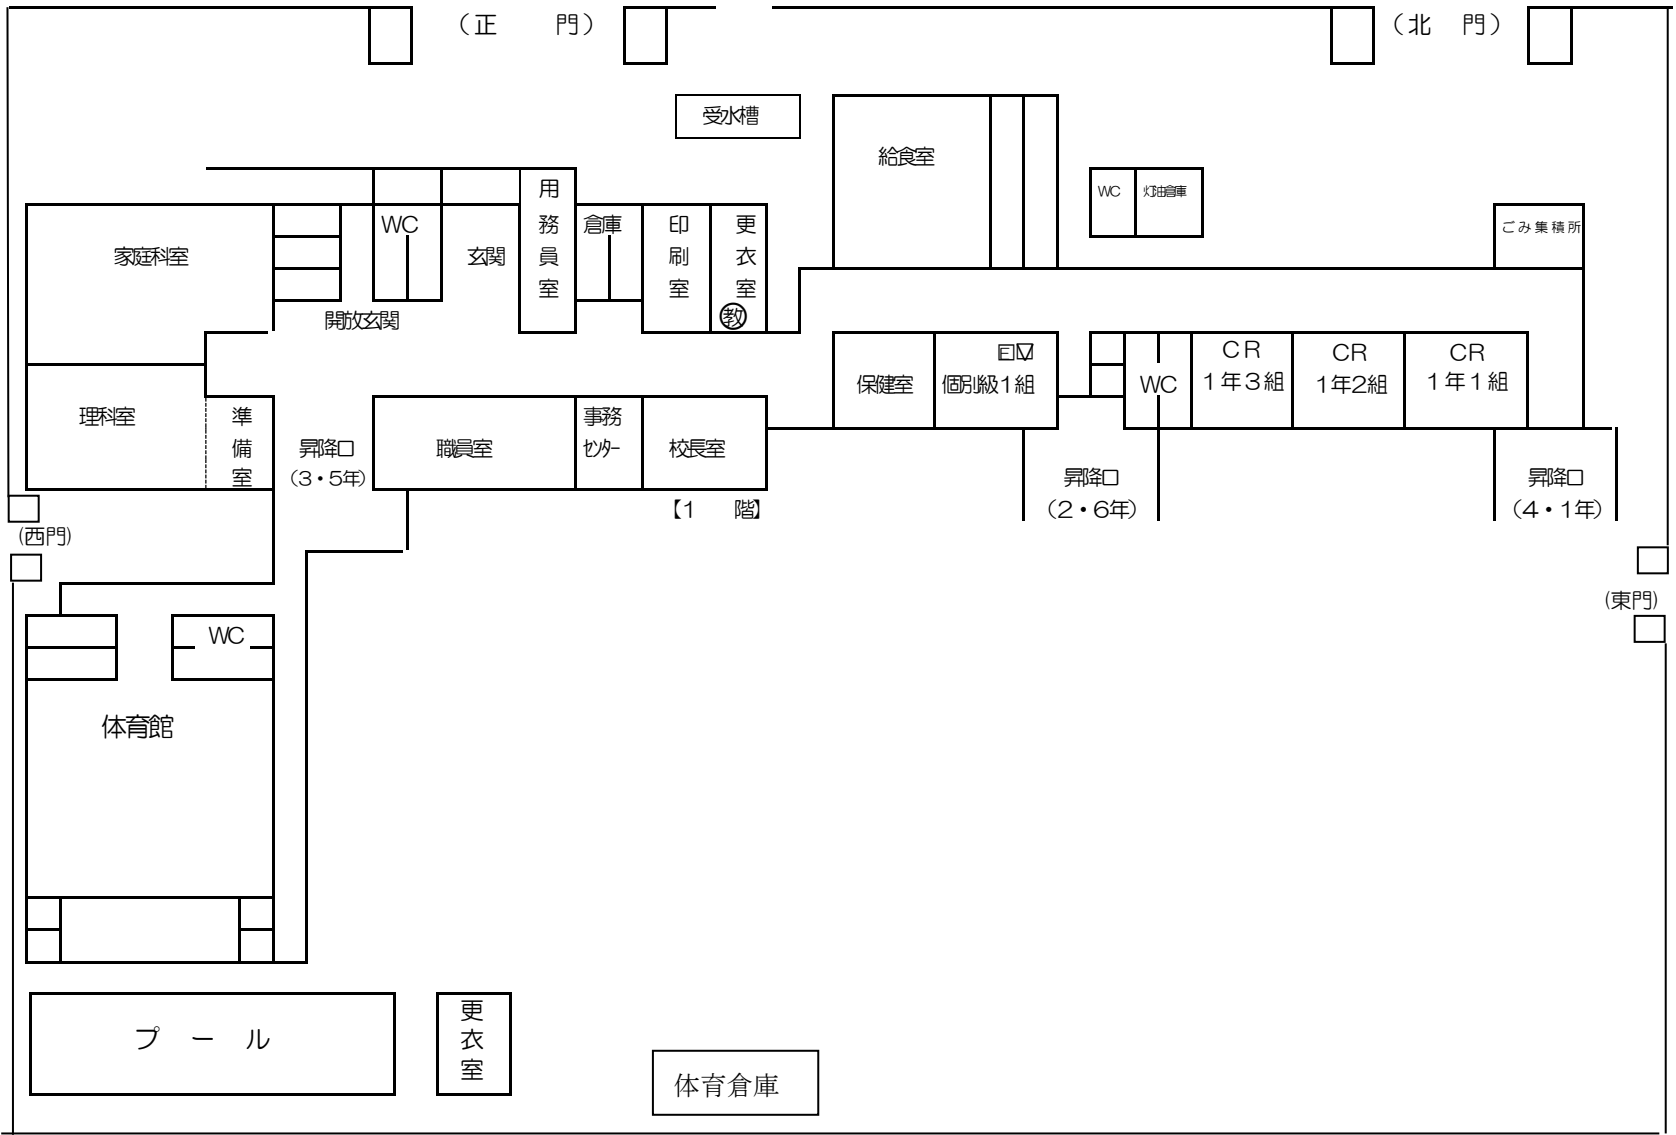 （正　　門）
（北　門）
受水槽
給食室
WC
灯油倉庫
ごみ集積所
家庭科室
WC
玄関
用務員室
倉庫
印刷室
更衣室
教
開放玄関
理科室
準備室
昇降口
（3・5年）
職員室
事務
センター
校長室
保健室
EV
個別級1組
WC
CR
1年3組
CR
1年2組
CR
1年1組
昇降口
（2・6年）
昇降口
（4・1年）
【1　階】
(西門)
(東門)
WC
体育館
プール
更衣室
体育倉庫